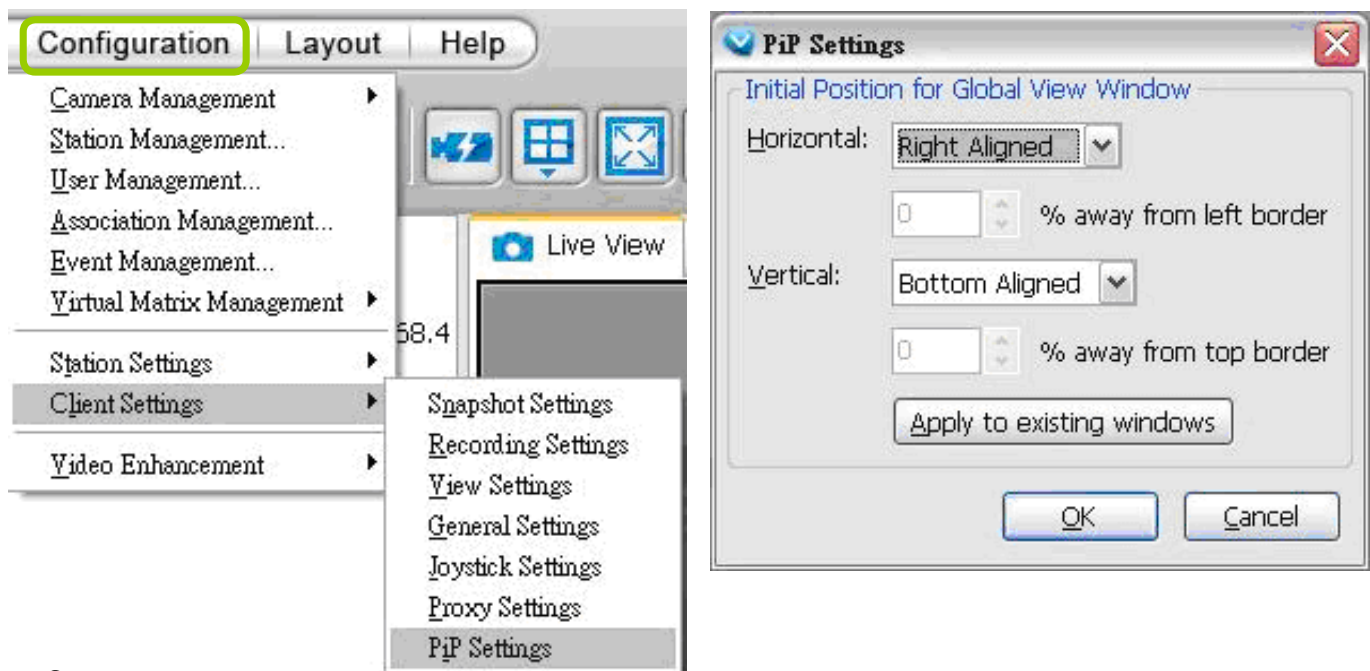 Configuration Layout Help
Camera Management
Station Management...
User Management...
Association Management...
Event Management...
Virtual Matrix Management
Station Settings
Client Settings
Video Enhancement
Live View
68.4
Snapshot Settings
Recording Settings
View Settings
General Settings
Joystick Settings
Proxy Settings
PiP Settings
PiP Settings
Initial Position for Global View Window
Horizontal: Right Aligned
0 % away from left border
Vertical: Bottom Aligned
0 % away from top border
Apply to existing windows
OK Cancel